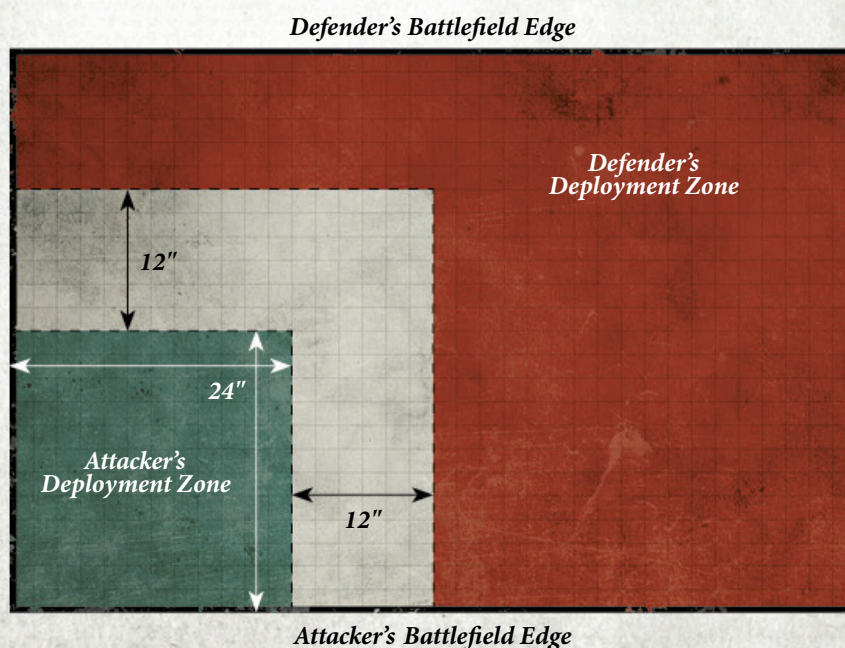 Defender’s Battlefield Edge
Defender’s
Deployment Zone
12"
24"
Attacker’s
Deployment Zone
12"
Attacker’s Battlefield Edge